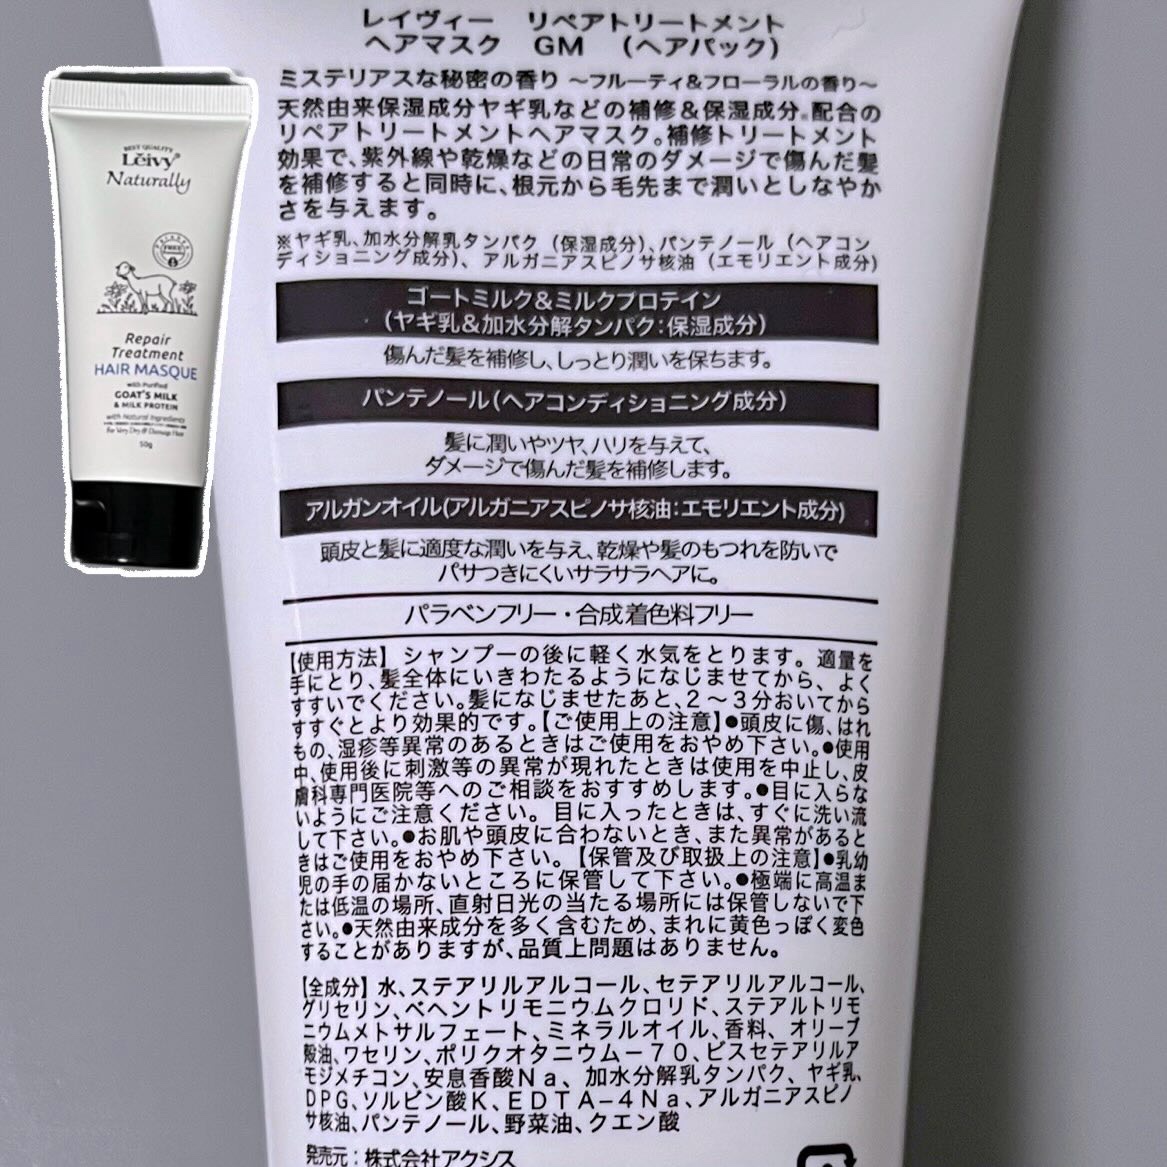 レイヴィー リペアトリートメント
ヘアマスク GM (ヘアパック)
ミステリアスな秘密の香り ～フルーティ&フローラルの香り～
天然由来保湿成分ヤギ乳などの補修＆保湿成分※配合の
リペアトリートメントヘアマスク。補修トリートメント
効果で、紫外線や乾燥などの日常のダメージで傷んだ髪
を補修すると同時に、根元から毛先まで潤いとしなやか
さを与えます。
※ヤギ乳、加水分解乳タンパク（保湿成分）、パンテノール（ヘアコン
ディショニング成分）、アルガニアスピノサ核油（エモリエント成分）
ゴートミルク&ミルクプロテイン
（ヤギ乳&加水分解タンパク：保湿成分）
傷んだ髪を補修し、しっとり潤いを保ちます。
パンテノール（ヘアコンディショニング成分）
髪に潤いやツヤ、ハリを与えて、
ダメージで傷んだ髪を補修します。
アルガンオイル(アルガニアスピノサ核油：エモリエント成分)
頭皮と髪に適度な潤いを与え、乾燥や髪のもつれを防いで
パサつきにくいサラサラヘアに。
パラベンフリー・合成着色料フリー
【使用方法】 シャンプーの後に軽く水気をとります。適量を
手にとり、髪全体にいきわたるようになじませてから、よく
すすいでください。髪になじませたあと、２～３分おいてから
すすぐとより効果的です。【ご使用上の注意】●頭皮に傷、はれ
もの、湿疹等異常のあるときはご使用をおやめ下さい。●使用
中、使用後に刺激等の異常が現れたときは使用を中止し、皮
膚科専門医院等へのご相談をおすすめします。●目に入らな
いようにご注意ください。目に入ったときは、すぐに洗い流
して下さい。●お肌や頭皮に合わないとき、また異常があると
きはご使用をおやめ下さい。【保管及び取扱上の注意】●乳幼
児の手の届かないところに保管して下さい。●極端に高温ま
たは低温の場所、直射日光の当たる場所には保管しないで下
さい。●天然由来成分を多く含むため、まれに黄色っぽく変色
することがありますが、品質上問題はありません。
【全成分】水、ステアリルアルコール、セテアリルアルコール、
グリセリン、ベヘントリモニウムクロリド、ステアルトリモ
ニウムメトサルフェート、ミネラルオイル、香料、オリーブ
殻油、ワセリン、ポリクオタニウム－７０、ビスセテアリルア
モジメチコン、安息香酸Ｎａ、加水分解乳タンパク、ヤギ乳、
ＤＰＧ、ソルビン酸Ｋ、ＥＤＴＡ－４Ｎａ、アルガニアスピノ
サ核油、パンテノール、野菜油、クエン酸
発売元：株式会社アクシス
BEST QUALITY
Leivy®
Naturally
FREE
Repair
Treatment
HAIR MASQUE
with Purified
GOAT'S MILK
& MILK PROTEIN
with Natural Ingredients
For Very Dry & Damage Hair
50g